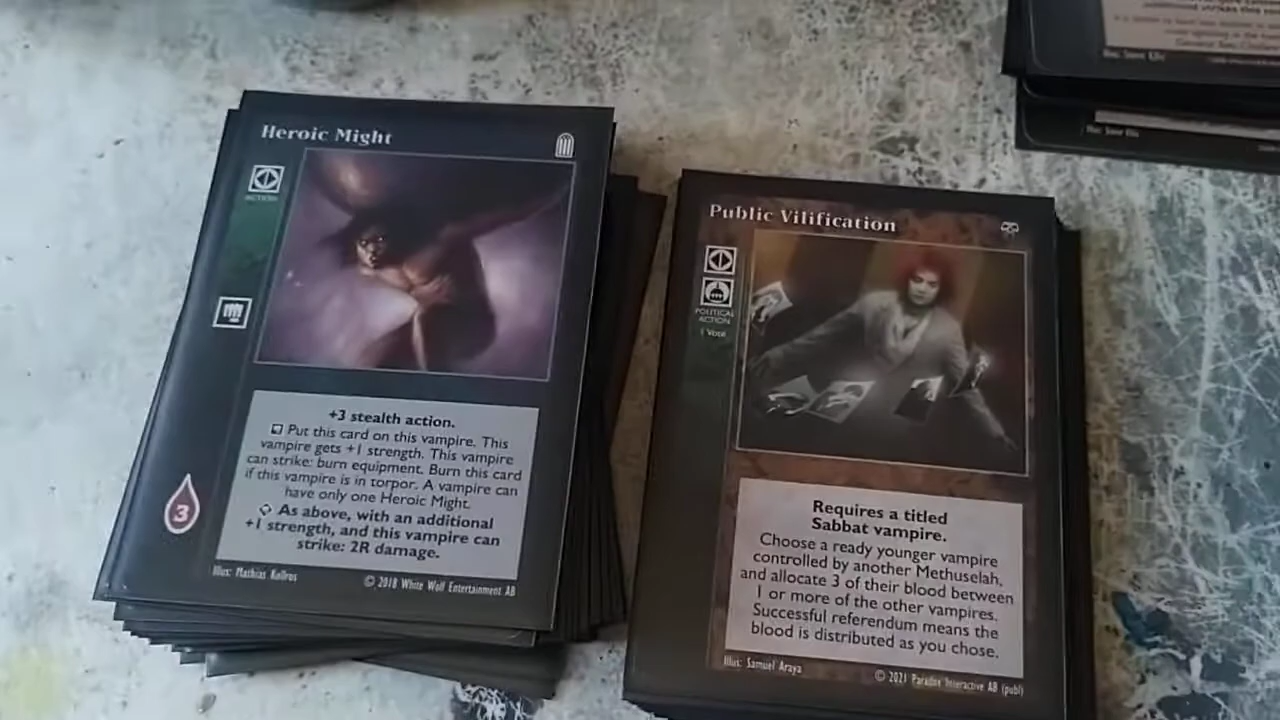 Heroic Might
ACTION
+3 stealth action.
Put this card on this vampire. This
vampire gets +1 strength. This vampire
can strike: burn equipment. Burn this card
if this vampire is in torpor. A vampire can
have only one Heroic Might.
As above, with an additional
+1 strength, and this vampire can
strike: 2R damage.
3
Illus: Mathias Kollros
© 2018 White Wolf Entertainment AB
Public Vilification
POLITICAL
ACTION
1 Vote
Requires a titled
Sabbat vampire.
Choose a ready younger vampire
controlled by another Methuselah,
and allocate 3 of their blood between
1 or more of the other vampires.
Successful referendum means the
blood is distributed as you chose.
Illus: Samuel Araya
© 2021 Paradox Interactive AB (publ)